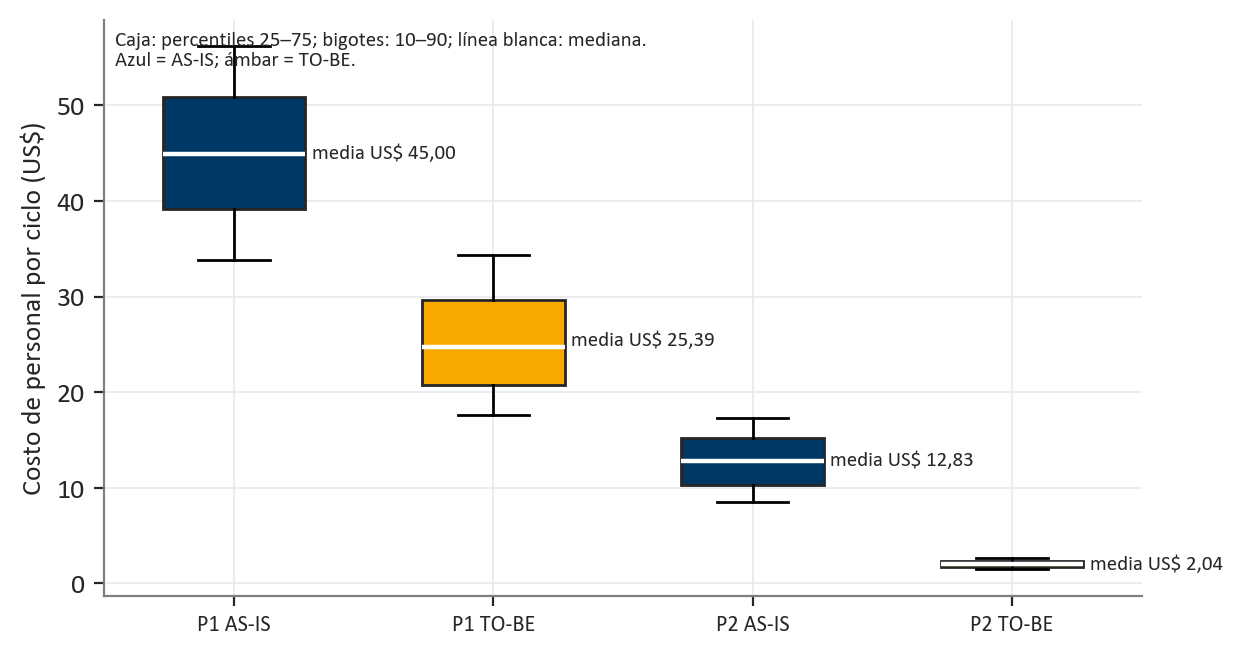 Caja: percentiles 25–75; bigotes: 10–90; línea blanca: mediana.
Azul = AS-IS; ámbar = TO-BE.
Costo de personal por ciclo (US$)
50
40
30
20
10
0
media US$ 45,00
media US$ 25,39
media US$ 12,83
media US$ 2,04
P1 AS-IS
P1 TO-BE
P2 AS-IS
P2 TO-BE